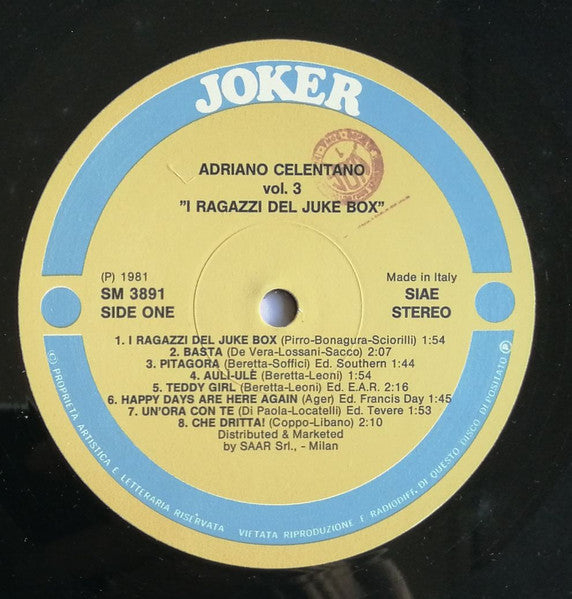 JOKER
ADRIANO CELENTANO
vol. 3
"I RAGAZZI DEL JUKE BOX"
(P) 1981
SM 3891
SIDE ONE
Made in Italy
SIAE
STEREO
1. I RAGAZZI DEL JUKE BOX (Pirro-Bonagura-Sciorilli) 1:54
2. BASTA (De Vera-Lossani-Sacco) 2:07
3. PITAGORA (Beretta-Soffici) Ed. Southern 1:44
4. AULÌ-ULÈ (Beretta-Leoni) 1:54
5. TEDDY GIRL (Beretta-Leoni) Ed. E.A.R. 2:16
6. HAPPY DAYS ARE HERE AGAIN (Ager) Ed. Francis Day 1:45
7. UN'ORA CON TE (Di Paola-Locatelli) Ed. Tevere 1:53
8. CHE DRITTA! (Coppo-Libano) 2:10
Distributed & Marketed
by SAAR Srl., - Milan
(C) PROPRIETA ARTISTICA E LETTERARIA RISERVATA VIETATA RIPRODUZIONE E RADIODIFF. DI QUESTO DISCO DEPOSITATO (P)